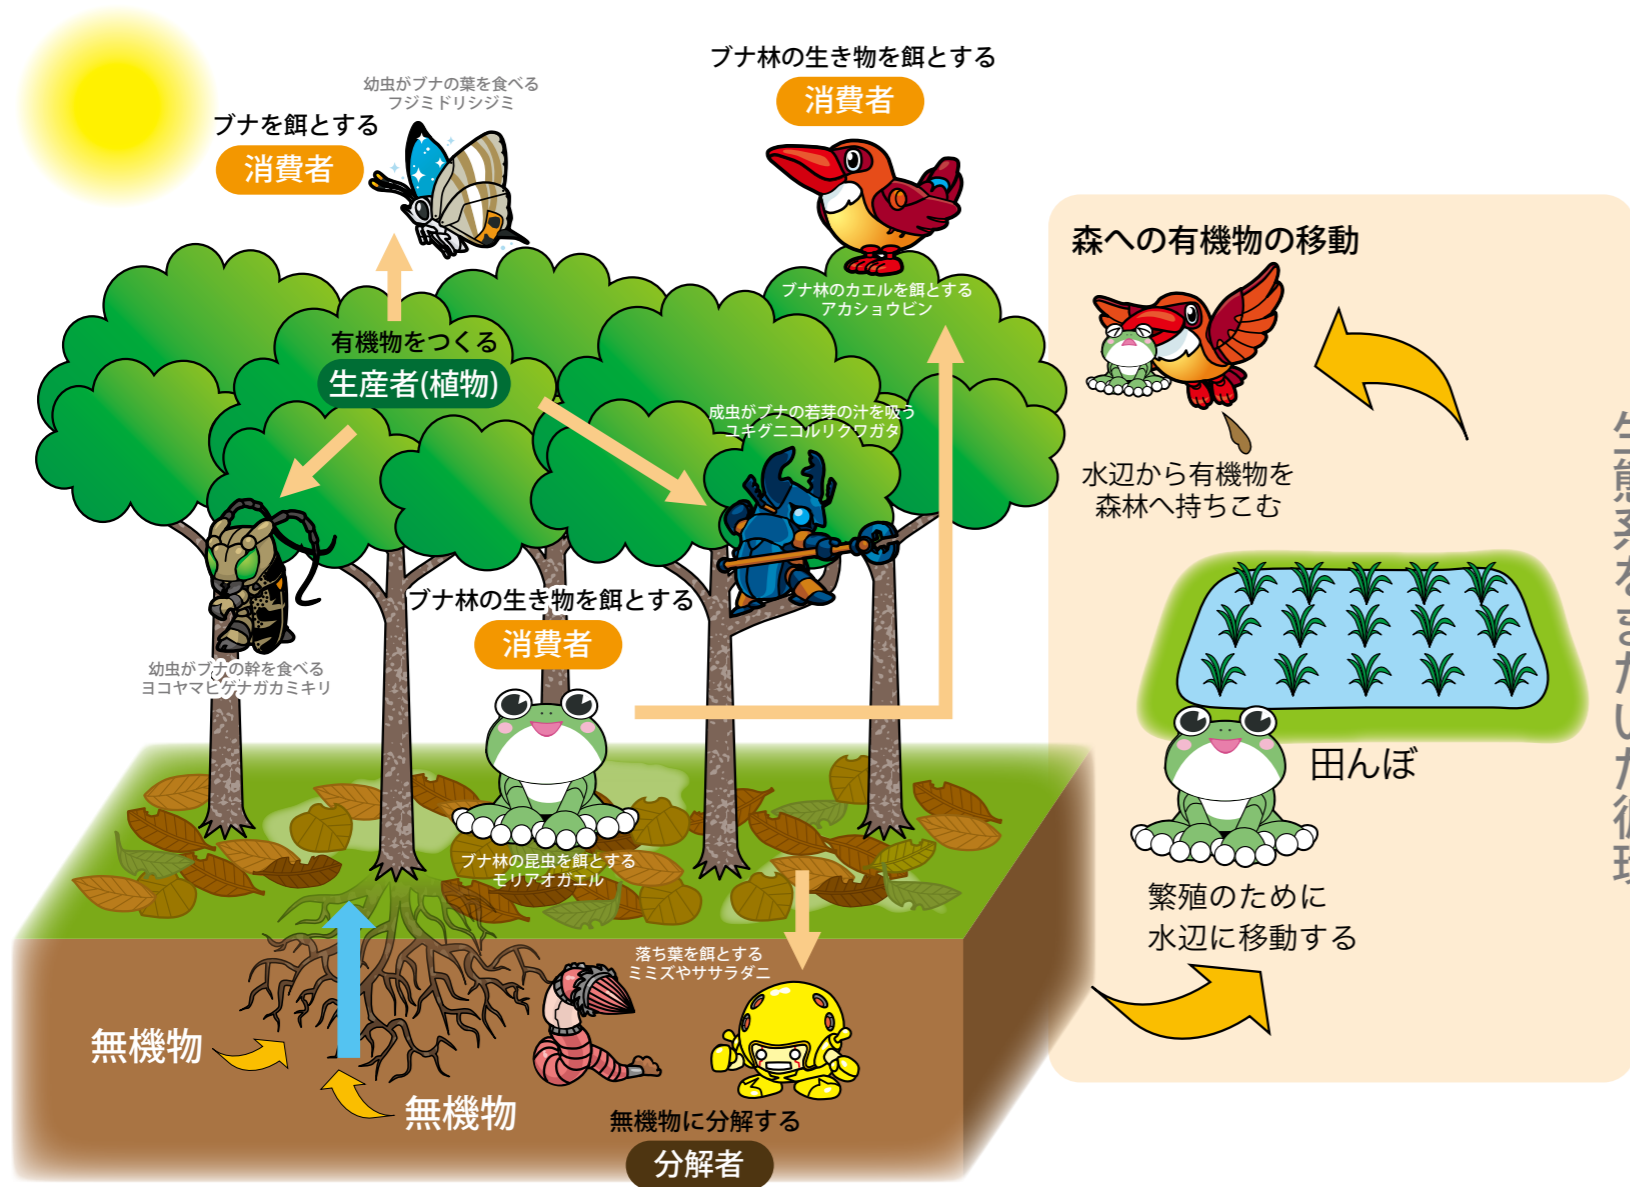 ブナ林の生き物を餌とする
消費者
幼虫がブナの葉を食べる
フジミドリシジミ
ブナを餌とする
消費者
ブナ林のカエルを餌とする
アカショウビン
有機物をつくる
生産者(植物)
成虫がブナの若芽の汁を吸う
ユキグニコルリクワガタ
ブナ林の生き物を餌とする
消費者
幼虫がブナの幹を食べる
ヨコヤマヒゲナガカミキリ
ブナ林の昆虫を餌とする
モリアオガエル
落ち葉を餌とする
ミミズやササラダニ
無機物
無機物
無機物に分解する
分解者
森への有機物の移動
水辺から有機物を
森林へ持ちこむ
田んぼ
繁殖のために
水辺に移動する
生態系をまたいだ循環